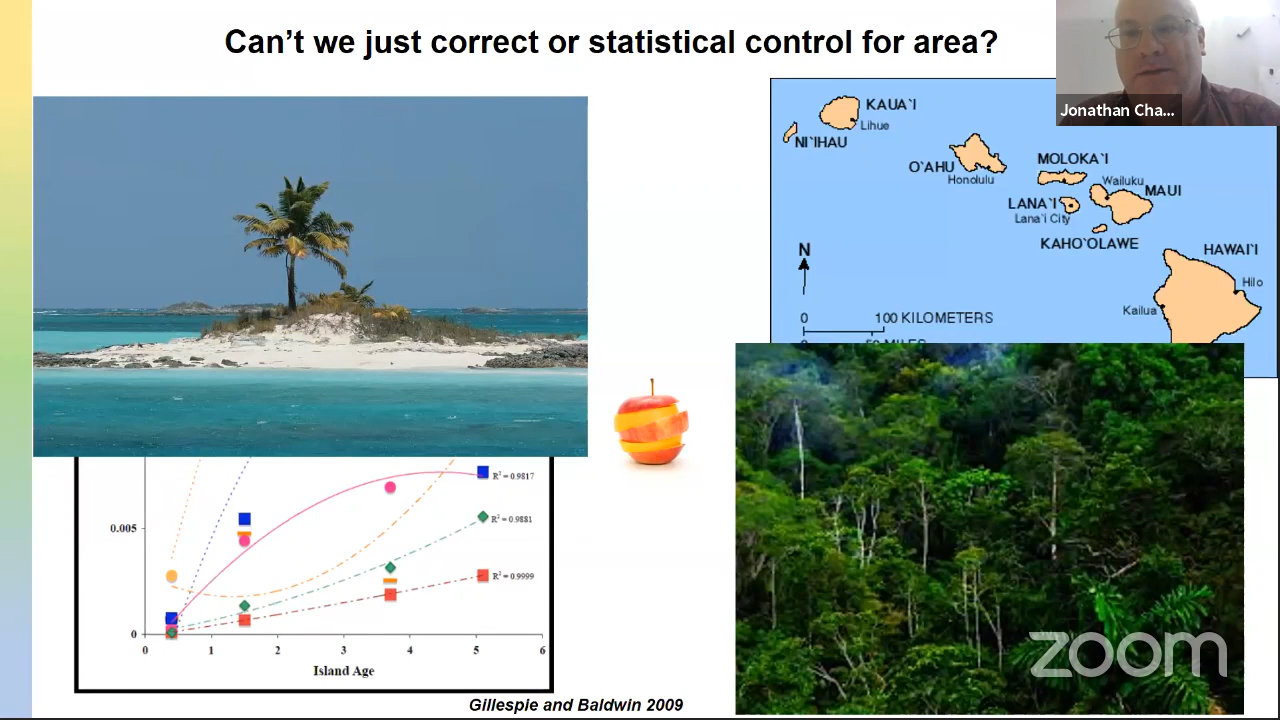 Can't we just correct or statistical control for area?
Jonathan Cha...
KAUA`I
Lihue
NI`IHAU
O`AHU
Honolulu
MOLOKA`I
Wailuku
MAUI
LANA`I
Lana`i City
KAHO`OLAWE
HAWAI`I
Hilo
Kailua
N
0 100 KILOMETERS
0.005
0
0 1 2 3 4 5 6
Island Age
R² = 0.9817
R² = 0.9881
R² = 0.9999
Gillespie and Baldwin 2009
zoom